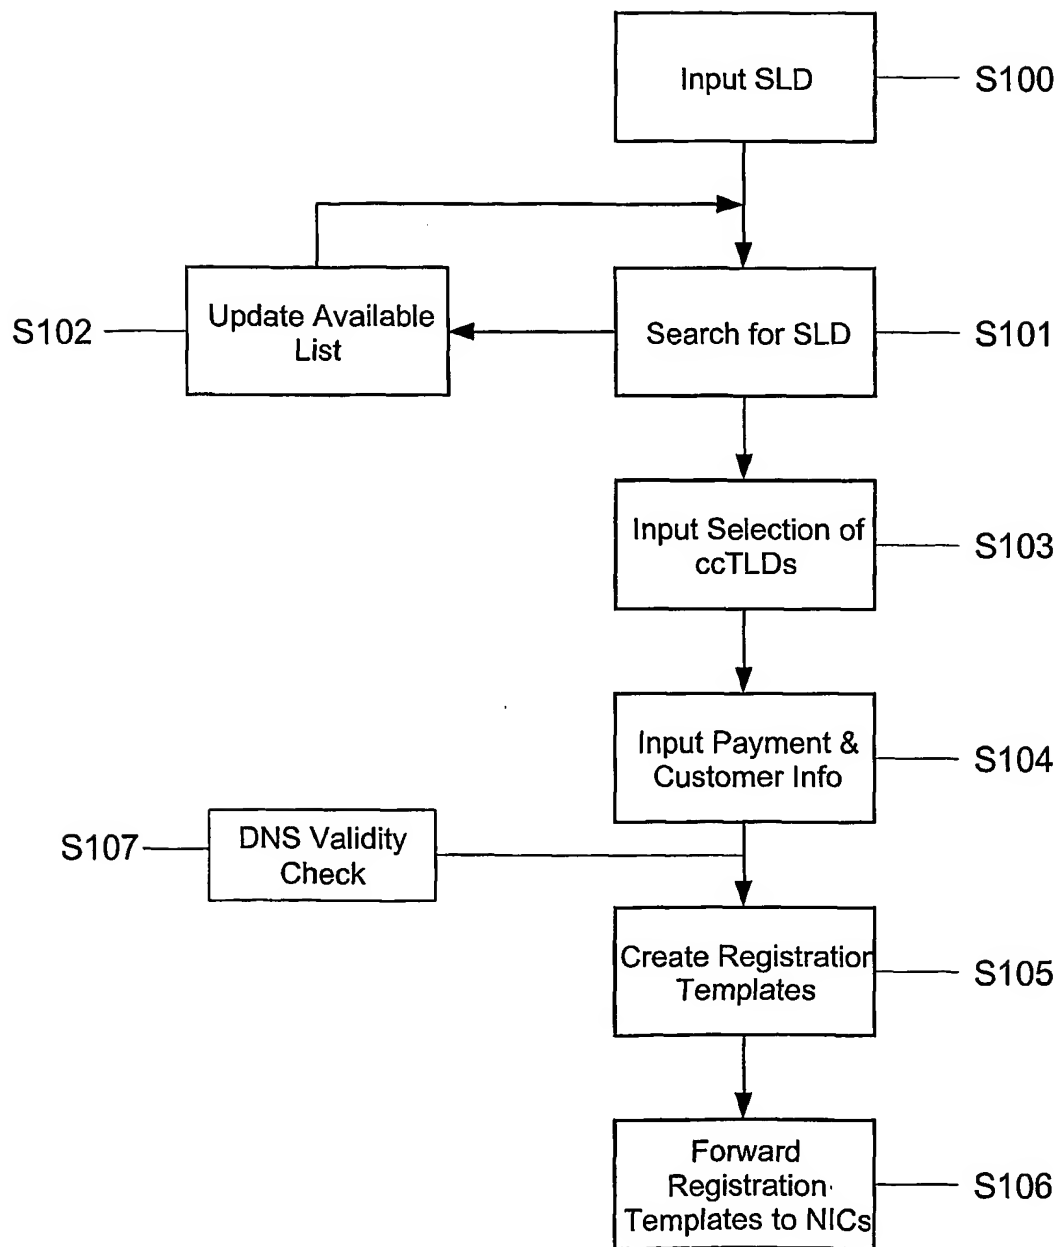 Input SLD
S100
S102
Update Available
List
Search for SLD
S101
Input Selection of
ccTLDs
S103
Input Payment &
Customer Info
S104
S107
DNS Validity
Check
Create Registration
Templates
S105
Forward
Registration
Templates to NICs
S106